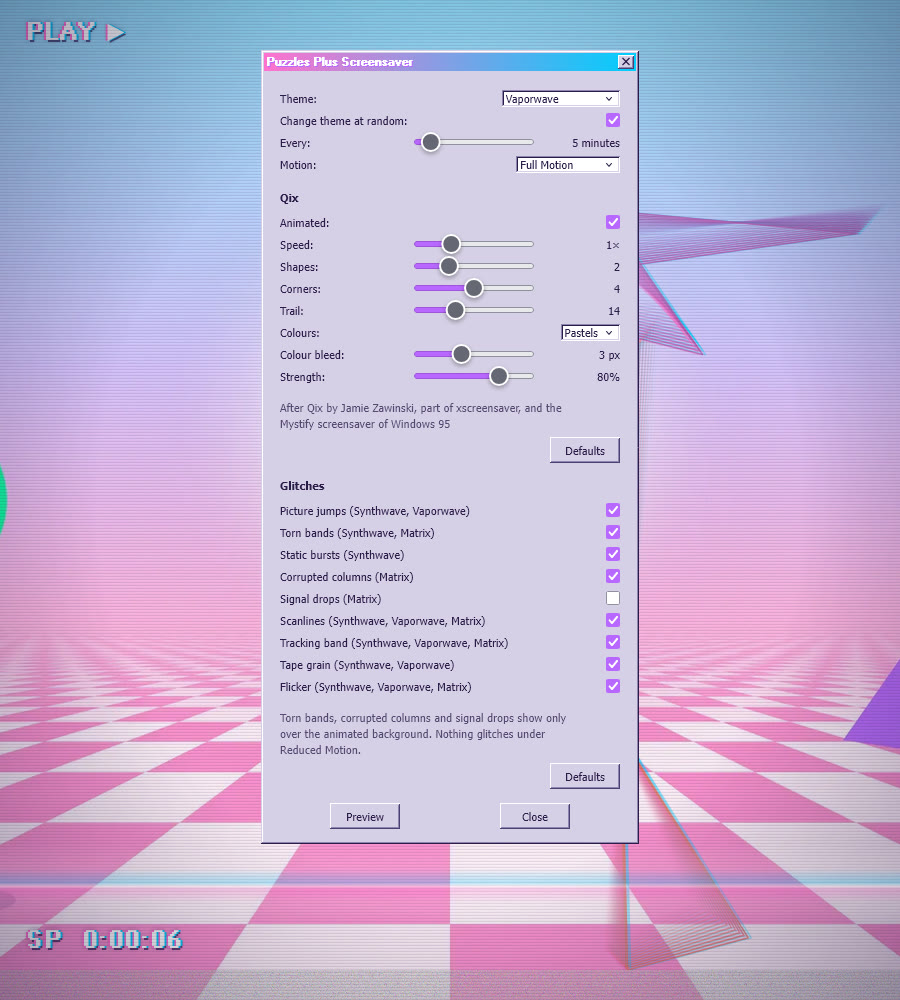 PLAY ▶
Puzzles Plus Screensaver
Theme: Vaporwave
Change theme at random:
Every: 5 minutes
Motion: Full Motion
Qix
Animated:
Speed: 1×
Shapes: 2
Corners: 4
Trail: 14
Colours: Pastels
Colour bleed: 3 px
Strength: 80%
After Qix by Jamie Zawinski, part of xscreensaver, and the
Mystify screensaver of Windows 95
Defaults
Glitches
Picture jumps (Synthwave, Vaporwave)
Torn bands (Synthwave, Matrix)
Static bursts (Synthwave)
Corrupted columns (Matrix)
Signal drops (Matrix)
Scanlines (Synthwave, Vaporwave, Matrix)
Tracking band (Synthwave, Vaporwave, Matrix)
Tape grain (Synthwave, Vaporwave)
Flicker (Synthwave, Vaporwave, Matrix)
Torn bands, corrupted columns and signal drops show only
over the animated background. Nothing glitches under
Reduced Motion.
Defaults
Preview Close
SP 0:00:06